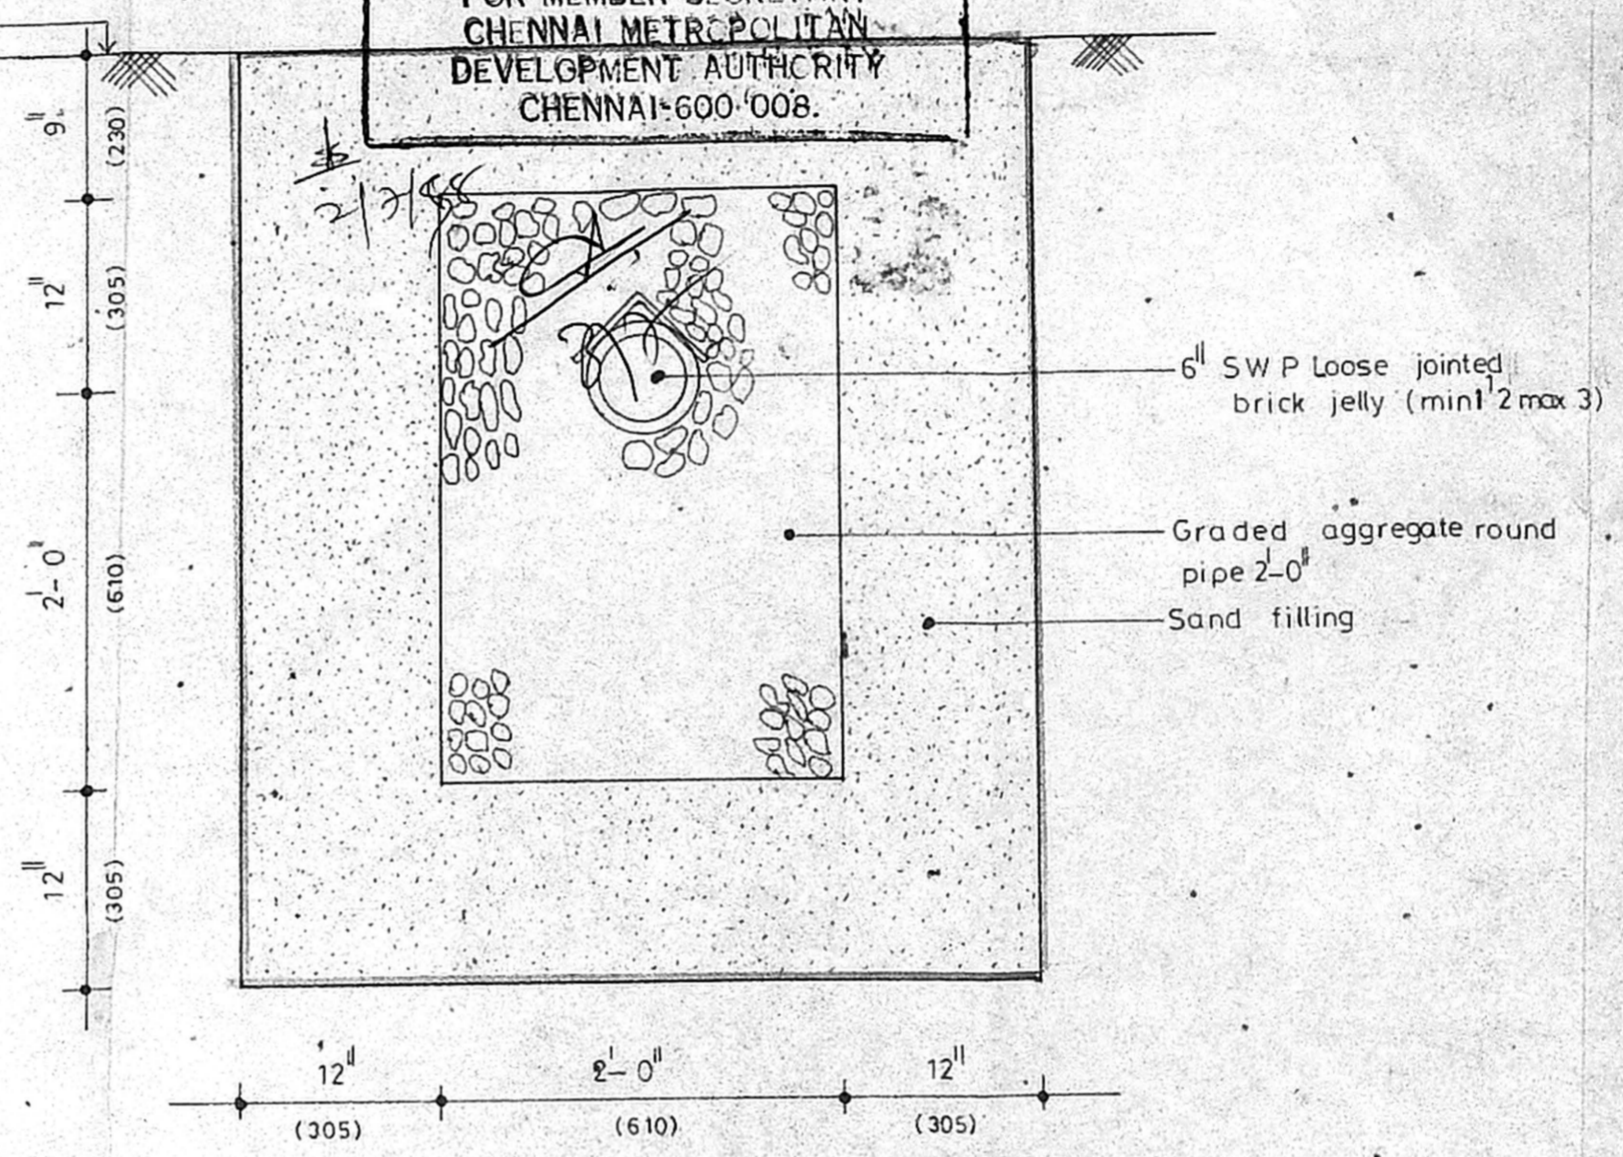 CHENNAI METROPOLITAN
DEVELOPMENT AUTHORITY
CHENNAI-600 008.
9"
(230)
12"
(305)
2'-0"
(610)
12"
(305)
6" S W P Loose jointed
brick jelly (min 1'2 max 3)
Graded aggregate round
pipe 2'-0"
Sand filling
12"
2'-0"
12"
(305)
(610)
(305)